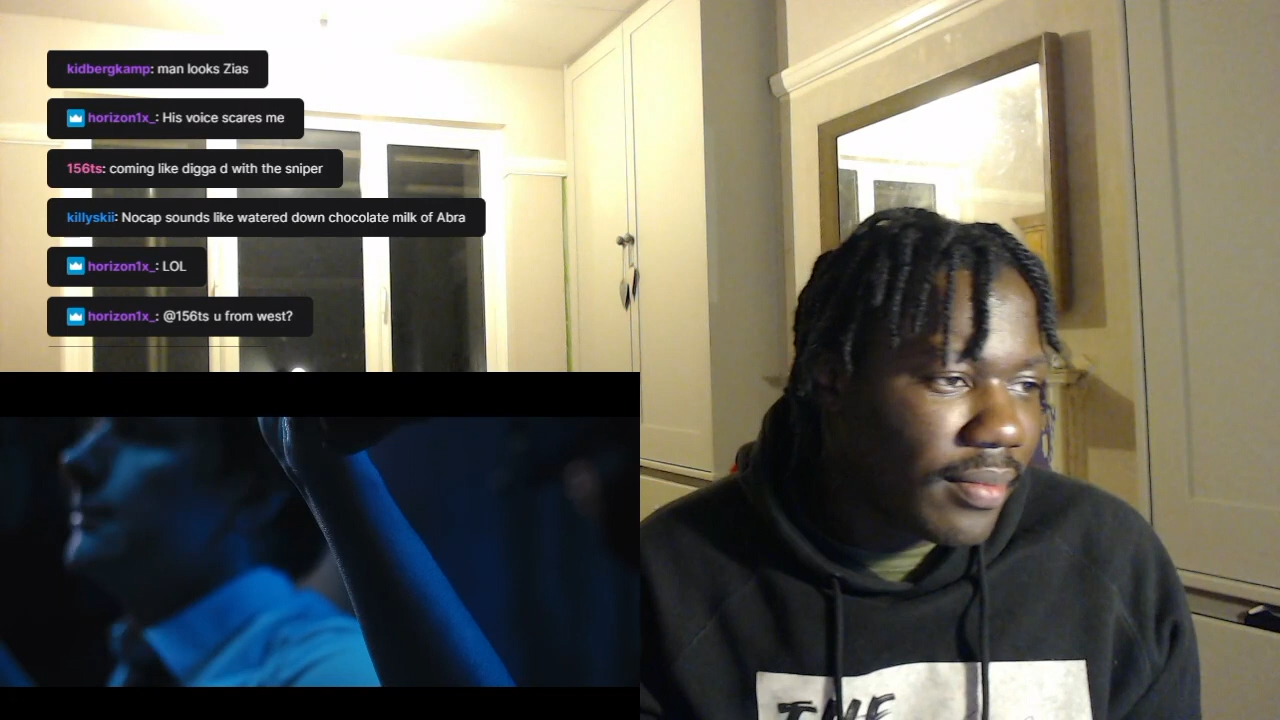 kidbergkamp: man looks Zias
horizon1x_: His voice scares me
156ts: coming like digga d with the sniper
killyskii: Nocap sounds like watered down chocolate milk of Abra
horizon1x_: LOL
horizon1x_: @156ts u from west?
THE